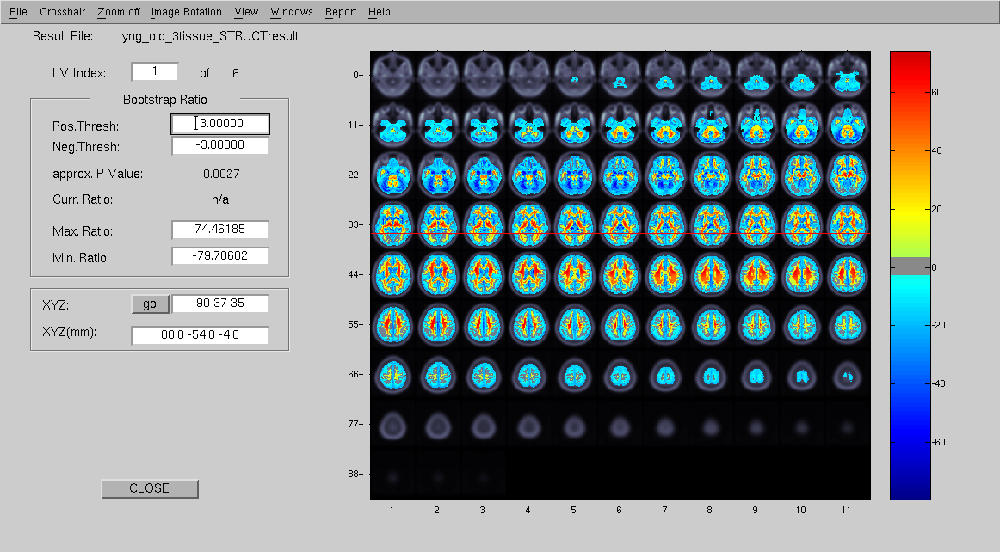 File Crosshair Zoom off Image Rotation View Windows Report Help
Result File: yng_old_3tissue_STRUCTresult
LV Index: 1 of 6
Bootstrap Ratio
Pos.Thresh: 3.00000
Neg.Thresh: -3.00000
approx. P Value: 0.0027
Curr. Ratio: n/a
Max. Ratio: 74.46185
Min. Ratio: -79.70682
XYZ: go 90 37 35
XYZ(mm): 88.0 -54.0 -4.0
CLOSE
0+
11+
22+
33+
44+
55+
66+
77+
88+
1 2 3 4 5 6 7 8 9 10 11
60
40
20
0
-20
-40
-60